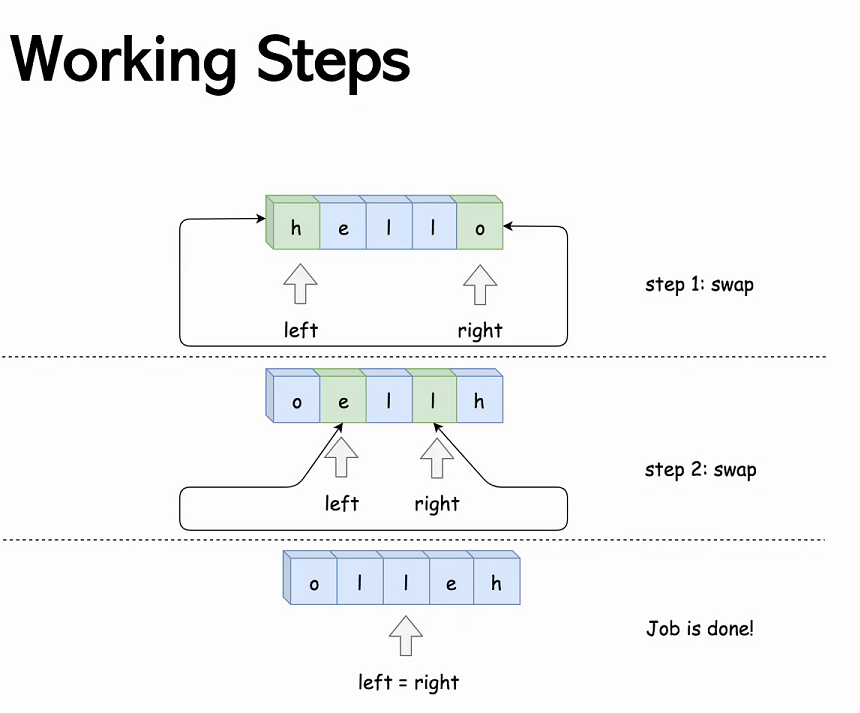 Working Steps
h e l l o
left right
step 1: swap
o e l l h
left right
step 2: swap
o l l e h
left = right
Job is done!